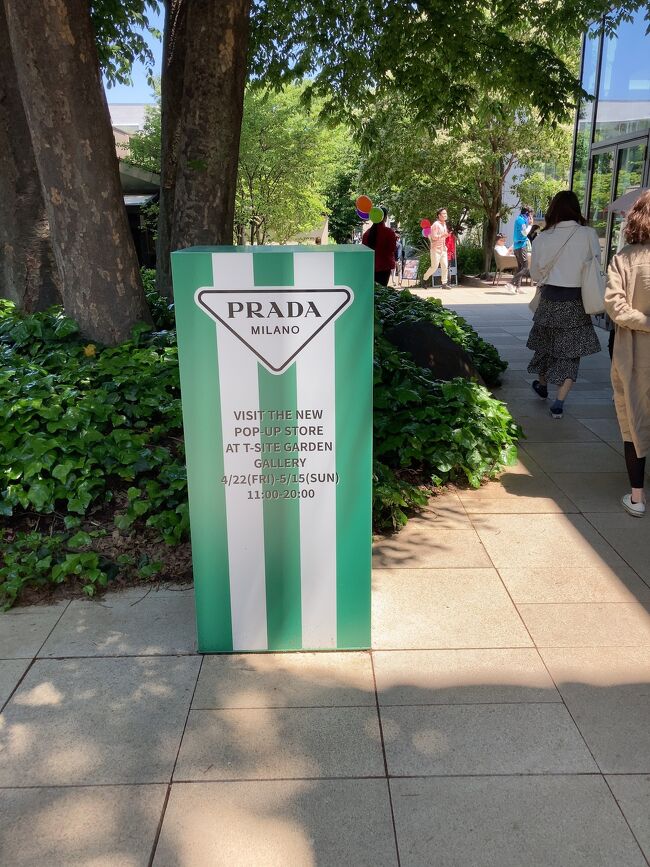 PRADA
MILANO
VISIT THE NEW
POP-UP STORE
AT T-SITE GARDEN
GALLERY
4/22(FRI)-5/15(SUN)
11:00-20:00